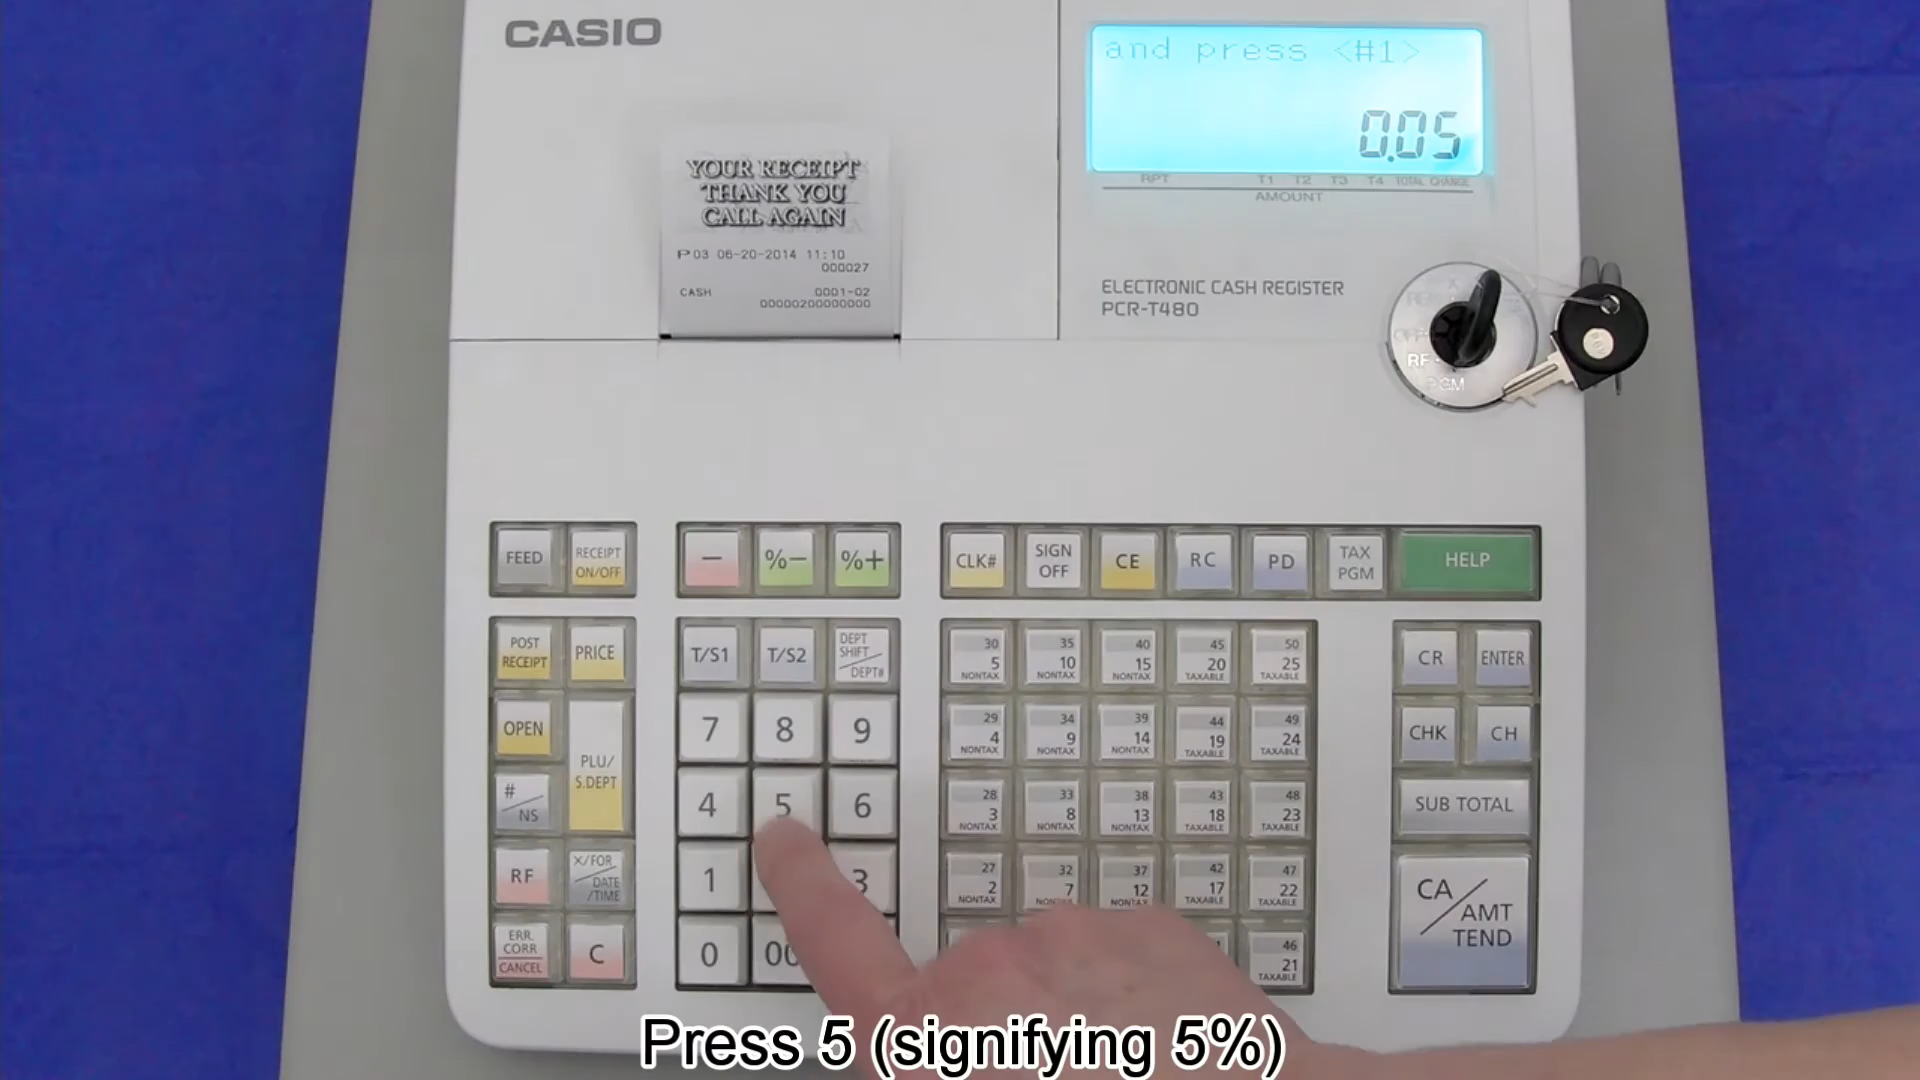 CASIO
and press <#1>
0.05
RPT T1 T2 T3 T4 TOTAL CHANGE
AMOUNT
YOUR RECEIPT
THANK YOU
CALL AGAIN
P03 06-20-2014 11:10
000027
CASH 0001-02
00000200000000
ELECTRONIC CASH REGISTER
PCR-T480
RF
PGM
FEED
RECEIPT
ON/OFF
−
%−
%+
CLK#
SIGN
OFF
CE
RC
PD
TAX
PGM
HELP
POST
RECEIPT
PRICE
T/S1
T/S2
DEPT
SHIFT
DEPT#
30
5
NONTAX
35
10
NONTAX
40
15
NONTAX
45
20
TAXABLE
50
25
TAXABLE
CR
ENTER
OPEN
PLU/
S.DEPT
7
8
9
29
4
NONTAX
34
9
NONTAX
39
14
NONTAX
44
19
TAXABLE
49
24
TAXABLE
CHK
CH
#
NS
4
5
6
28
3
NONTAX
33
8
NONTAX
38
13
NONTAX
43
18
TAXABLE
48
23
TAXABLE
SUB TOTAL
RF
X/FOR
DATE
/TIME
1
3
27
2
NONTAX
32
7
NONTAX
37
12
NONTAX
42
17
TAXABLE
47
22
TAXABLE
CA
AMT
TEND
ERR.
CORR
CANCEL
C
0
00
46
21
TAXABLE
Press 5 (signifying 5%)